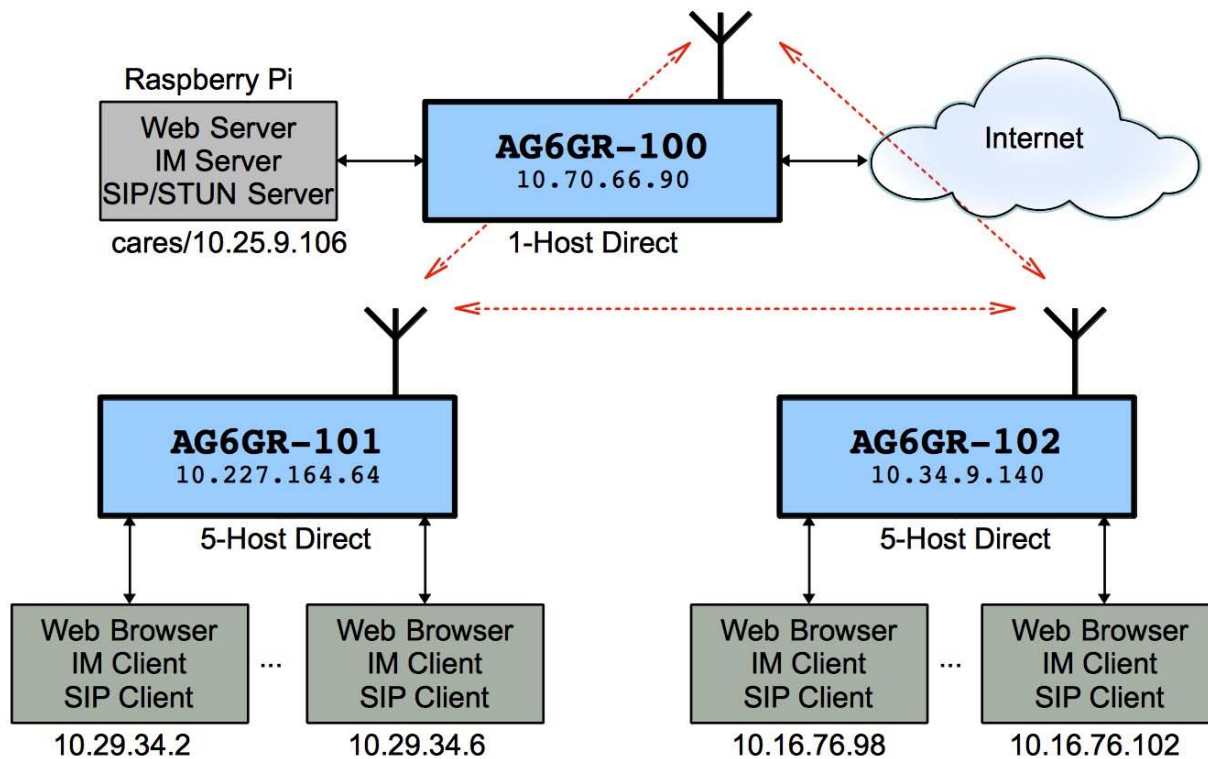 Raspberry Pi
Web Server
IM Server
SIP/STUN Server
cares/10.25.9.106
AG6GR-100
10.70.66.90
1-Host Direct
Internet
AG6GR-101
10.227.164.64
5-Host Direct
AG6GR-102
10.34.9.140
5-Host Direct
Web Browser
IM Client
SIP Client
10.29.34.2
...
Web Browser
IM Client
SIP Client
10.29.34.6
Web Browser
IM Client
SIP Client
10.16.76.98
...
Web Browser
IM Client
SIP Client
10.16.76.102